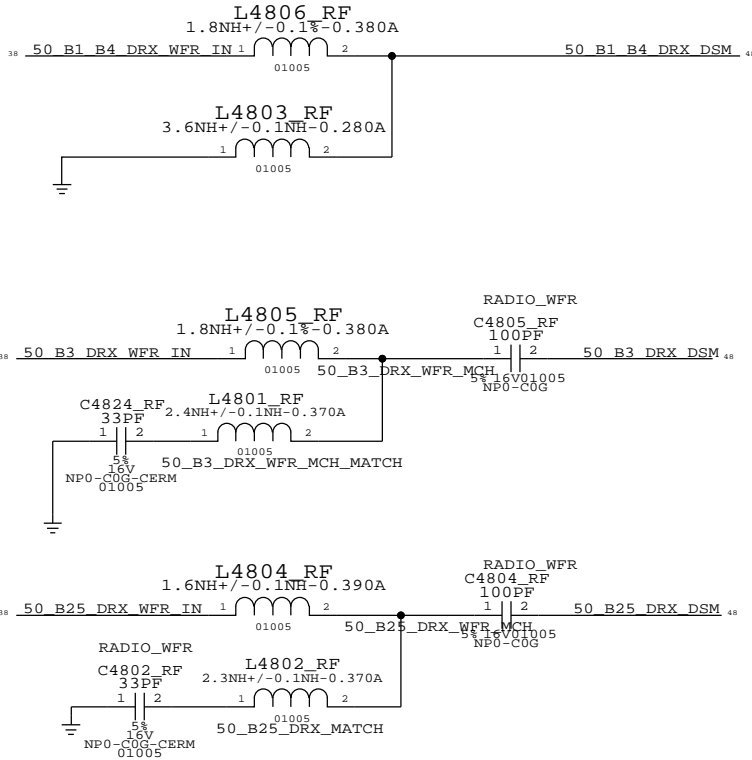 L4806_RF
1.8NH+/-0.1%-0.380A
38 50_B1_B4_DRX_WFR_IN 1 2 50_B1_B4_DRX_DSM
01005
L4803_RF
3.6NH+/-0.1NH-0.280A
1 2
01005
RADIO_WFR
L4805_RF
C4805_RF
1.8NH+/-0.1%-0.380A
100PF
38 50_B3_DRX_WFR_IN 1 2 1 2 50_B3_DRX_DSM 48
01005
50_B3_DRX_WFR_MCH
5% 16V01005
NP0-C0G
L4801_RF
C4824_RF
2.4NH+/-0.1NH-0.370A
33PF
1 2 1 2
01005
5%
50_B3_DRX_WFR_MCH_MATCH
16V
NP0-C0G-CERM
01005
RADIO_WFR
L4804_RF
C4804_RF
1.6NH+/-0.1NH-0.390A
100PF
38 50_B25_DRX_WFR_IN 1 2 1 2 50_B25_DRX_DSM 48
01005
50_B25_DRX_WFR_MCH
5% 16V01005
NP0-C0G
RADIO_WFR
L4802_RF
C4802_RF
2.3NH+/-0.1NH-0.370A
33PF
1 2 1 2
01005
5%
50_B25_DRX_MATCH
16V
NP0-C0G-CERM
01005